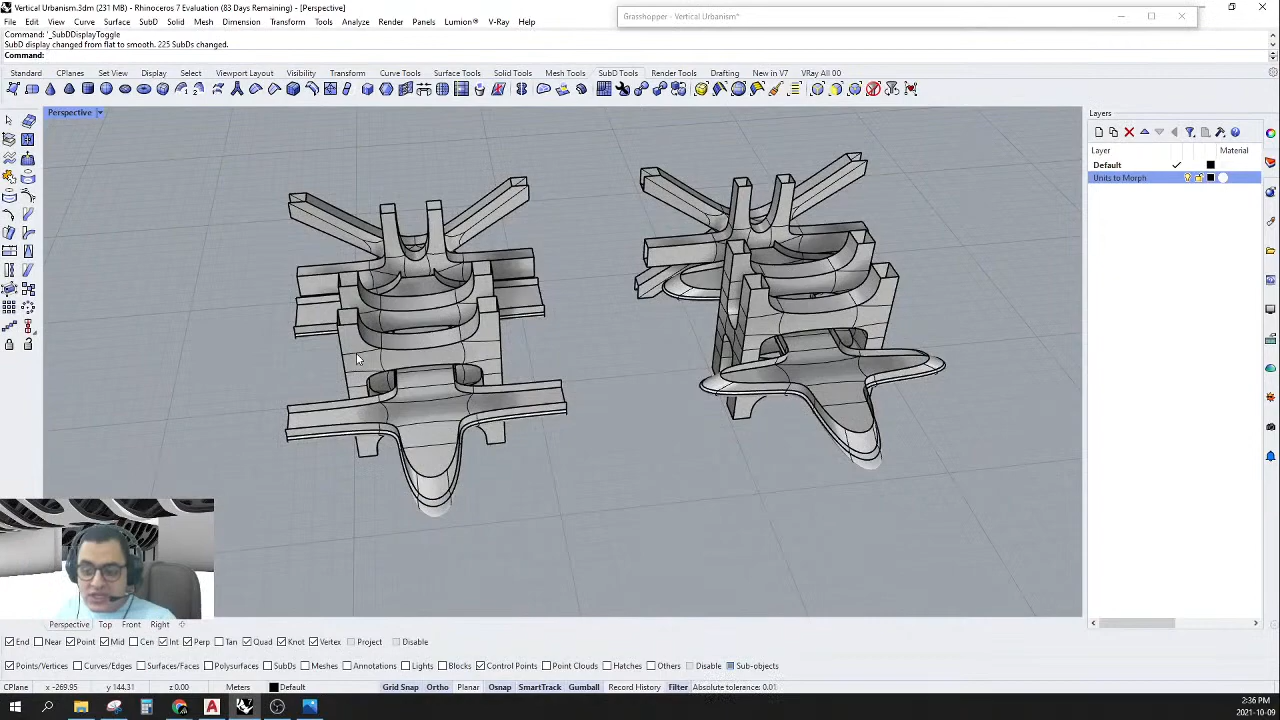 Vertical Urbanism.3dm (231 MB) - Rhinoceros 7 Evaluation (83 Days Remaining) - [Perspective]
Grasshopper - Vertical Urbanism*
File Edit View Curve Surface SubD Solid Mesh Dimension Transform Tools Analyze Render Panels Lumion® V-Ray Help
Command: '_SubDDisplayToggle
SubD display changed from flat to smooth. 225 SubDs changed.
Command:
Standard CPlanes Set View Display Select Viewport Layout Visibility Transform Curve Tools Surface Tools Solid Tools Mesh Tools SubD Tools Render Tools Drafting New in V7 VRay All 00
Perspective
Layers
Layer Material
Default
Units to Morph
Perspective Top Front Right
End Near Point Mid Cen Int Perp Tan Quad Knot Vertex Project Disable
Points/Vertices Curves/Edges Surfaces/Faces Polysurfaces SubDs Meshes Annotations Lights Blocks Control Points Point Clouds Hatches Others Disable Sub-objects
CPlane x -269.95 y 144.31 z 0.00 Meters Default Grid Snap Ortho Planar Osnap SmartTrack Gumball Record History Filter Absolute tolerance: 0.01
2:36 PM
2021-10-09